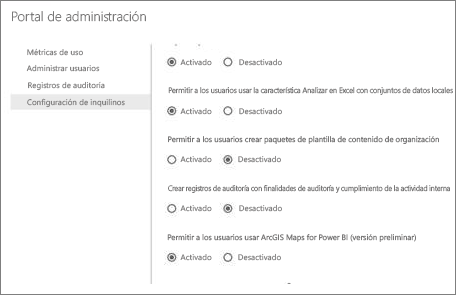 Portal de administración
Métricas de uso
Administrar usuarios
Registros de auditoria
Configuración de inquilinos
Activado Desactivado
Permitir a los usuarios usar la característica Analizar en Excel con conjuntos de datos locales
Activado Desactivado
Permitir a los usuarios crear paquetes de plantilla de contenido de organización
Activado Desactivado
Crear registros de auditoría con finalidades de auditoría y cumplimiento de la actividad interna
Activado Desactivado
Permitir a los usuarios usar ArcGIS Maps for Power BI (versión preliminar)
Activado Desactivado